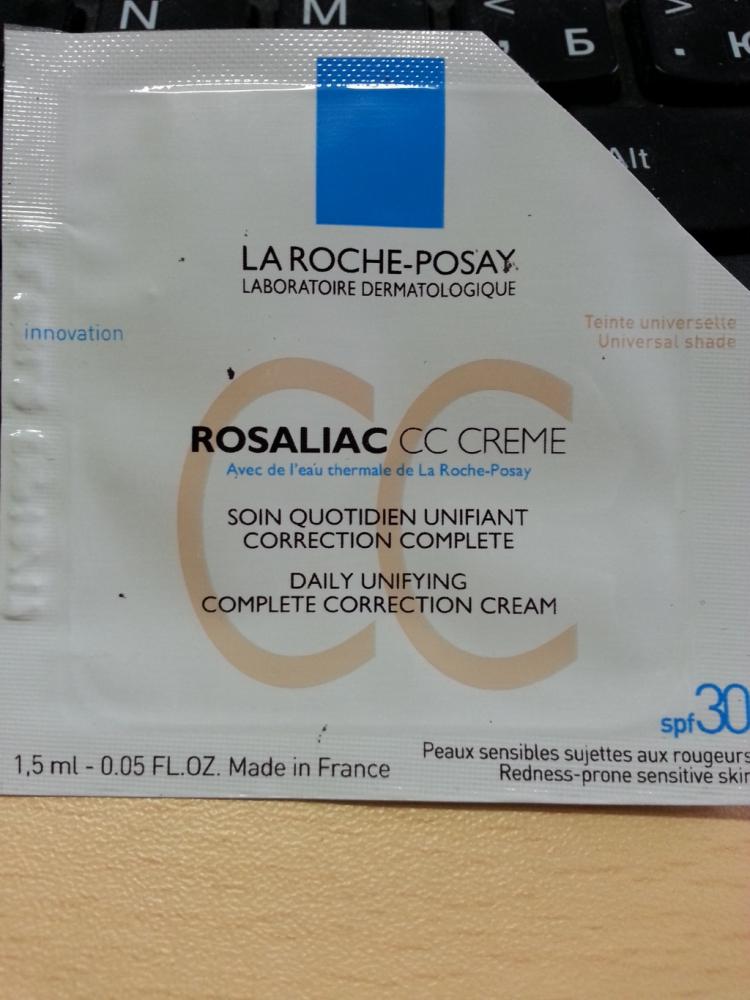 N
M
<
>
,
Б
.
Ю
Alt
LA ROCHE-POSAY
LABORATOIRE DERMATOLOGIQUE
innovation
Teinte universelle
Universal shade
CC
ROSALIAC CC CREME
Avec de l'eau thermale de La Roche-Posay
SOIN QUOTIDIEN UNIFIANT
CORRECTION COMPLETE
DAILY UNIFYING
COMPLETE CORRECTION CREAM
spf30
1,5 ml - 0.05 FL.OZ. Made in France
Peaux sensibles sujettes aux rougeurs
Redness-prone sensitive skin